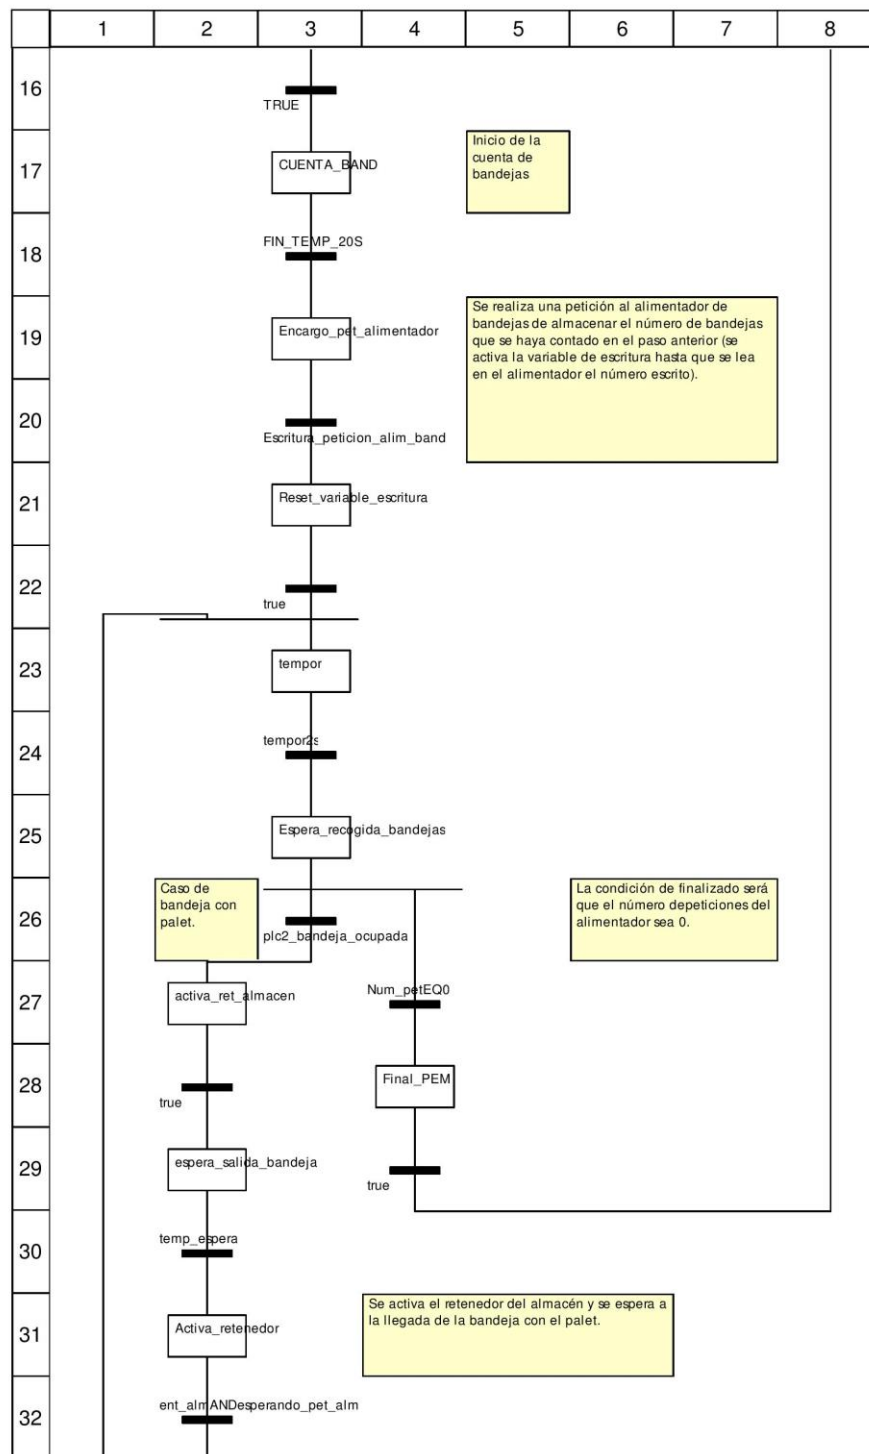 1 2 3 4 5 6 7 8
16
TRUE
17
CUENTA_BAND
Inicio de la
cuenta de
bandejas
18
FIN_TEMP_20S
19
Encargo_pet_alimentador
Se realiza una petición al alimentador de
bandejas de almacenar el número de bandejas
que se haya contado en el paso anterior (se
activa la variable de escritura hasta que se lea
en el alimentador el número escrito).
20
Escritura_peticion_alim_band
21
Reset_variable_escritura
22
true
23
tempor
24
tempor2s
25
Espera_recogida_bandejas
26
Caso de
bandeja con
palet.
plc2_bandeja_ocupada
La condición de finalizado será
que el número depeticiones del
alimentador sea 0.
27
activa_ret_almacen
Num_petEQ0
28
true
Final_PEM
29
espera_salida_bandeja
true
30
temp_espera
31
Activa_retenedor
Se activa el retenedor del almacén y se espera a
la llegada de la bandeja con el palet.
32
ent_almANDesperando_pet_alm